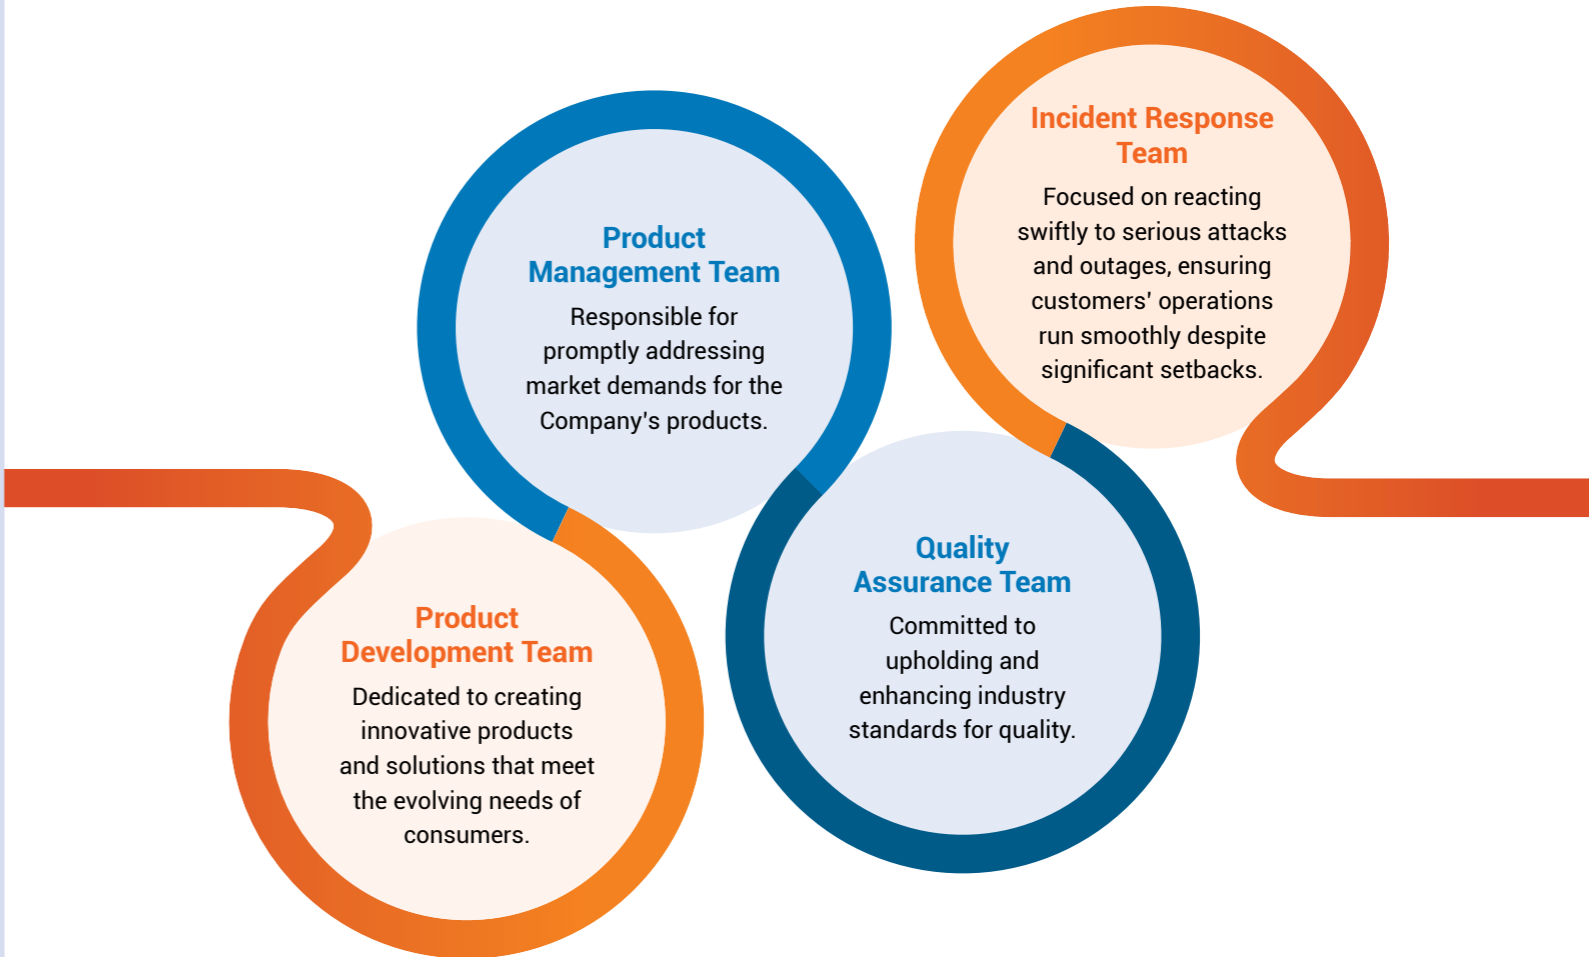 Product
Development Team
Dedicated to creating
innovative products
and solutions that meet
the evolving needs of
consumers.
Product
Management Team
Responsible for
promptly addressing
market demands for the
Company's products.
Quality
Assurance Team
Committed to
upholding and
enhancing industry
standards for quality.
Incident Response
Team
Focused on reacting
swiftly to serious attacks
and outages, ensuring
customers' operations
run smoothly despite
significant setbacks.